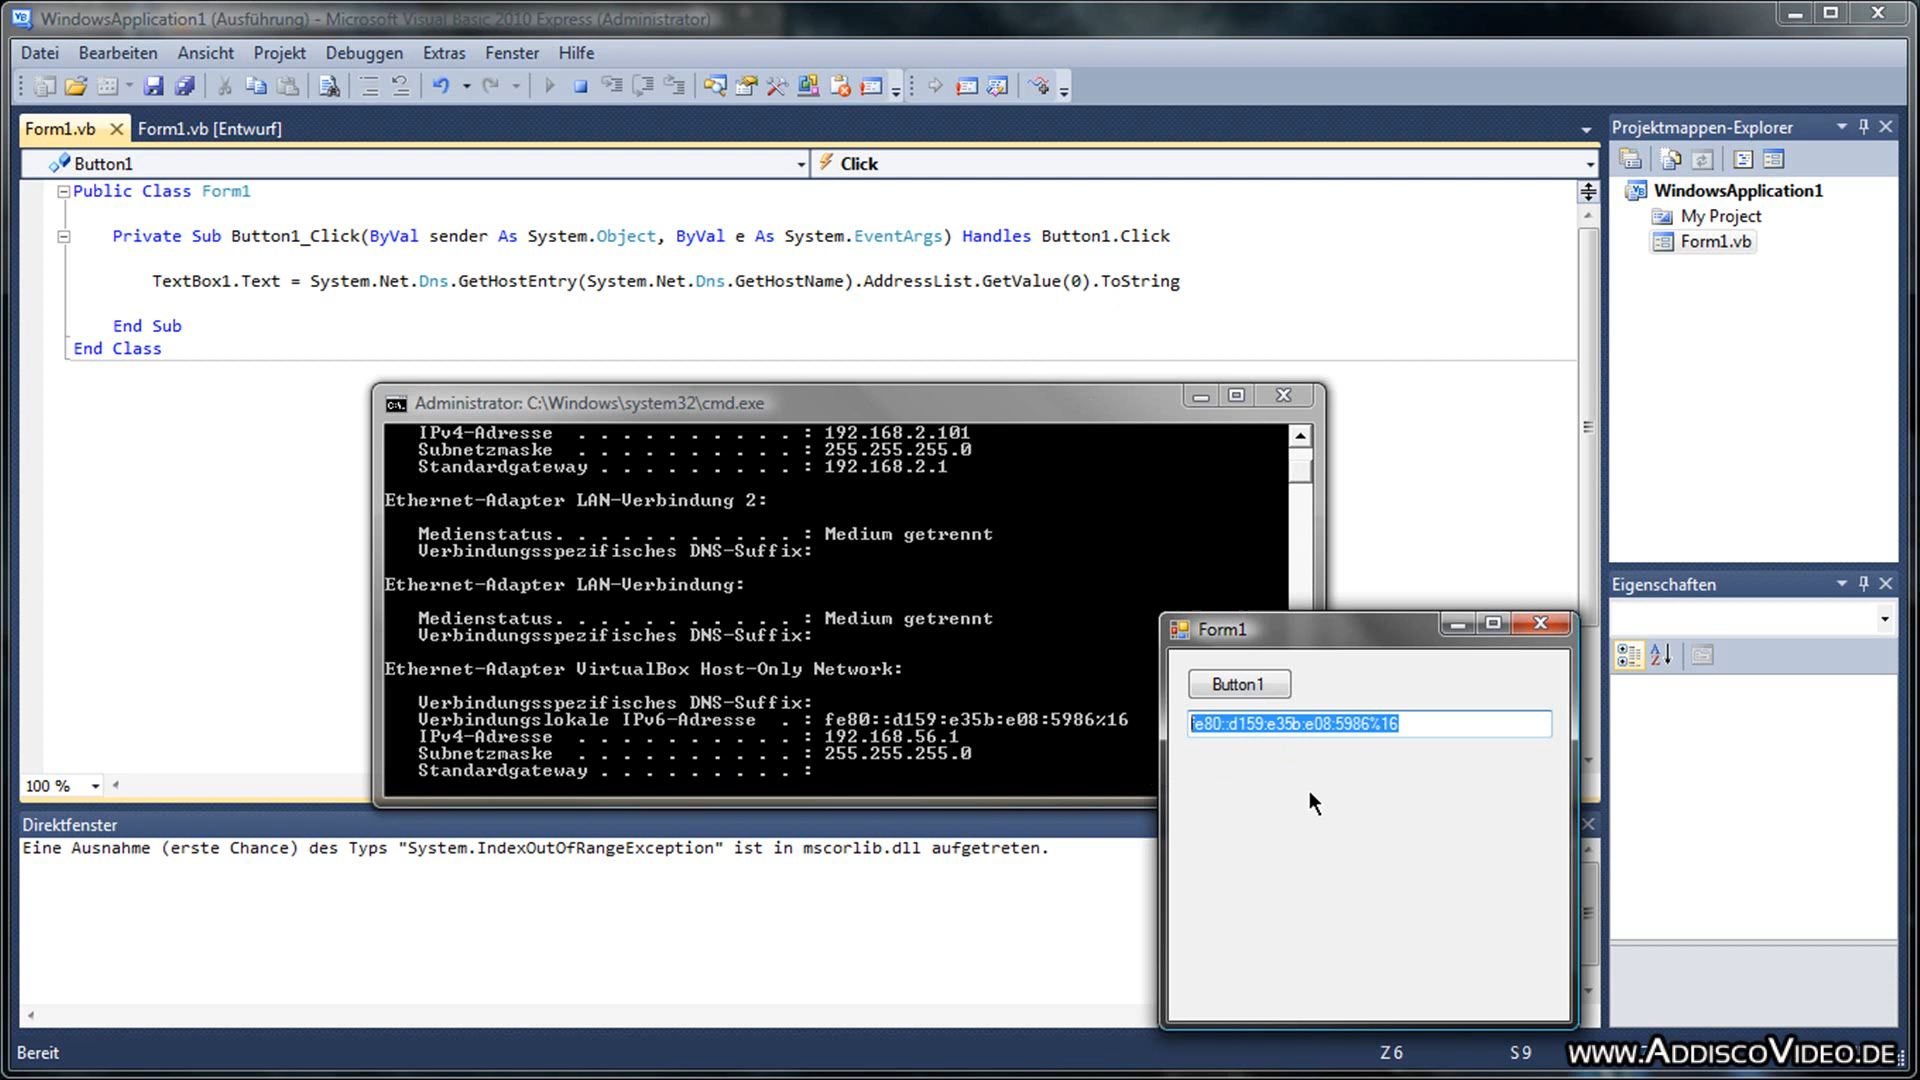 WindowsApplication1 (Ausführung) - Microsoft Visual Basic 2010 Express (Administrator)
Datei Bearbeiten Ansicht Projekt Debuggen Extras Fenster Hilfe
Form1.vb
Form1.vb [Entwurf]
Button1
Click
Public Class Form1
Private Sub Button1_Click(ByVal sender As System.Object, ByVal e As System.EventArgs) Handles Button1.Click
TextBox1.Text = System.Net.Dns.GetHostEntry(System.Net.Dns.GetHostName).AddressList.GetValue(0).ToString
End Sub
End Class
100 %
Projektmappen-Explorer
WindowsApplication1
My Project
Form1.vb
Eigenschaften
Administrator: C:\Windows\system32\cmd.exe
IPv4-Adresse . . . . . . . . . . : 192.168.2.101
Subnetzmaske . . . . . . . . . . : 255.255.255.0
Standardgateway . . . . . . . . . : 192.168.2.1
Ethernet-Adapter LAN-Verbindung 2:
Medienstatus. . . . . . . . . . . : Medium getrennt
Verbindungsspezifisches DNS-Suffix:
Ethernet-Adapter LAN-Verbindung:
Medienstatus. . . . . . . . . . . : Medium getrennt
Verbindungsspezifisches DNS-Suffix:
Ethernet-Adapter VirtualBox Host-Only Network:
Verbindungsspezifisches DNS-Suffix:
Verbindungslokale IPv6-Adresse . : fe80::d159:e35b:e08:5986%16
IPv4-Adresse . . . . . . . . . . : 192.168.56.1
Subnetzmaske . . . . . . . . . . : 255.255.255.0
Standardgateway . . . . . . . . . :
Form1
Button1
fe80::d159:e35b:e08:5986%16
Direktfenster
Eine Ausnahme (erste Chance) des Typs "System.IndexOutOfRangeException" ist in mscorlib.dll aufgetreten.
Bereit
Z 6
S 9
www.AddiscoVideo.de